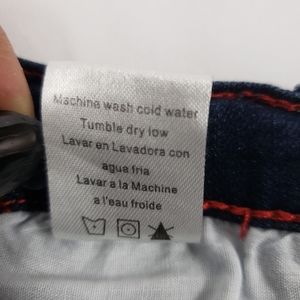 Machine wash cold water
Tumble dry low
Lavar en Lavadora con
agua fria
Lavar a la Machine
a l'eau froide